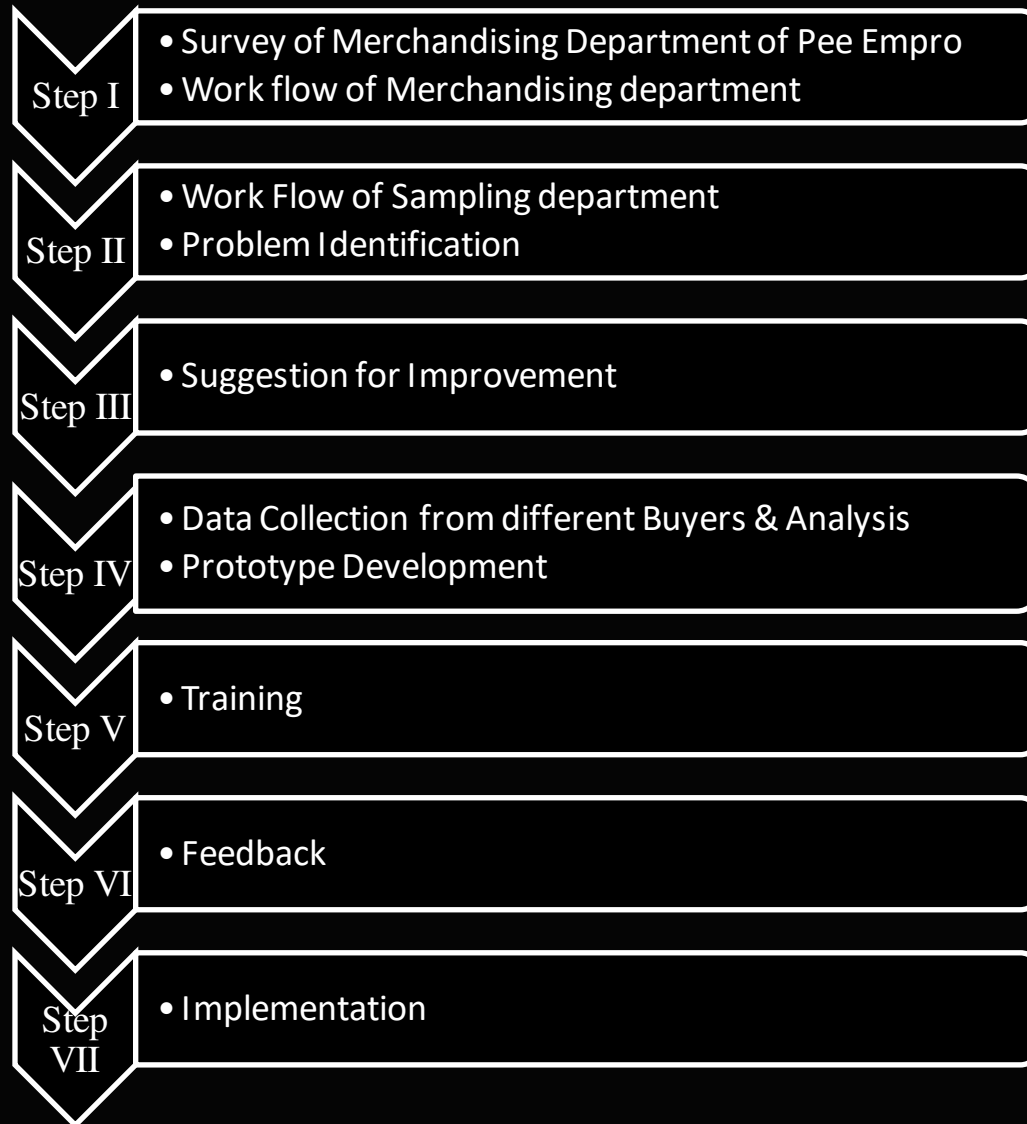 Step I
• Survey of Merchandising Department of Pee Empro
• Work flow of Merchandising department
Step II
• Work Flow of Sampling department
• Problem Identification
Step III
• Suggestion for Improvement
Step IV
• Data Collection from different Buyers & Analysis
• Prototype Development
Step V
• Training
Step VI
• Feedback
Step
VII
• Implementation